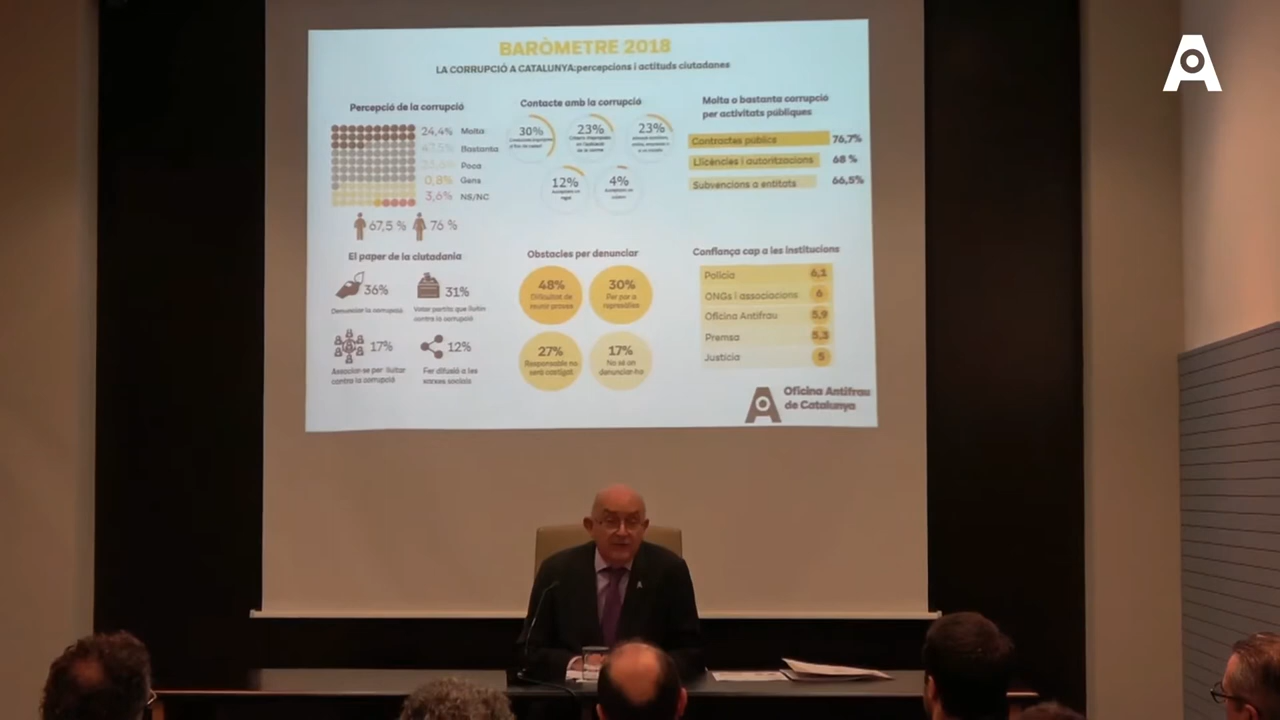 BARÒMETRE 2018
LA CORRUPCIÓ A CATALUNYA:percepcions i actituds ciutadanes
Percepció de la corrupció
24,4% Molta
47,5% Bastanta
Poca
0,8% Gens
3,6% NS/NC
67,5 % 76 %
Contacte amb la corrupció
30%
23%
23%
12%
4%
Molta o bastanta corrupció
per activitats públiques
Contractes públics 76,7%
Llicències i autoritzacions 68 %
Subvencions a entitats 66,5%
El paper de la ciutadania
36%
Denunciar la corrupció
31%
Votar partits que lluitin
contra la corrupció
17%
Associar-se per lluitar
contra la corrupció
12%
Fer difusió a les
xarxes socials
Obstacles per denunciar
48%
Dificultat de
reunir proves
30%
Per por a
represàlies
27%
Responsable no
serà castigat
17%
No sé on
denunciar-ho
Confiança cap a les institucions
Policia 6,1
ONGs i associacions 6
Oficina Antifrau 5,9
Premsa 5,3
Justícia 5
Oficina Antifrau
de Catalunya